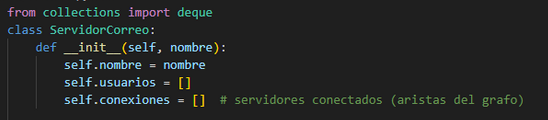 from collections import deque
class ServidorCorreo:
    def __init__(self, nombre):
        self.nombre = nombre
        self.usuarios = []
        self.conexiones = []  # servidores conectados (aristas del grafo)